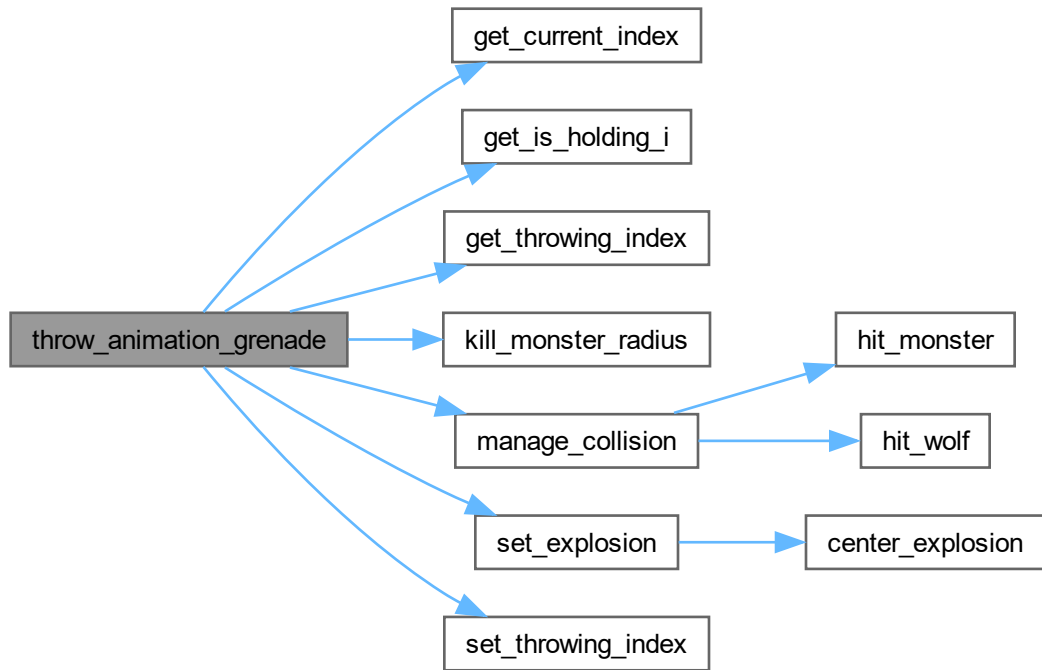 get_current_index
get_is_holding_i
get_throwing_index
throw_animation_grenade
kill_monster_radius
hit_monster
manage_collision
hit_wolf
set_explosion
center_explosion
set_throwing_index